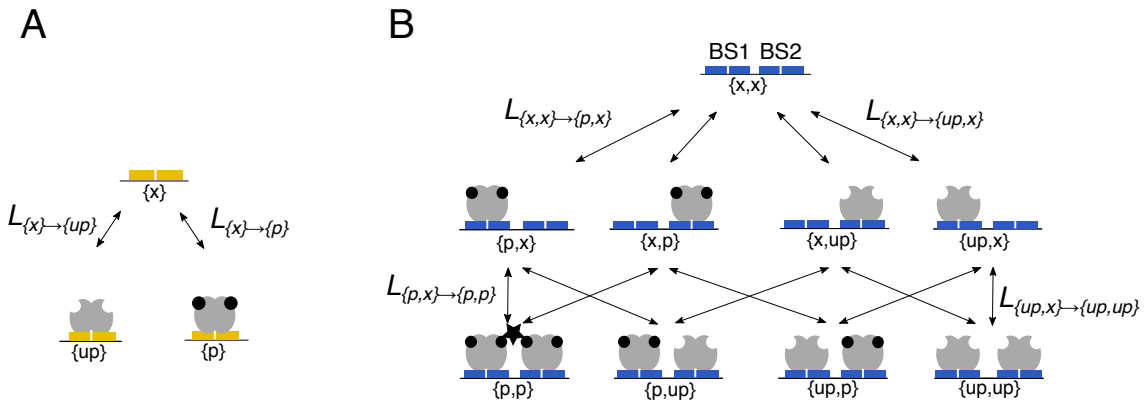 A
B
BS1 BS2
{x,x}
L{x,x}→{p,x}
L{x,x}→{up,x}
{x}
L{x}→{up}
L{x}→{p}
{p,x}
{x,p}
{x,up}
{up,x}
L{p,x}→{p,p}
L{up,x}→{up,up}
{up}
{p}
{p,p}
{p,up}
{up,p}
{up,up}